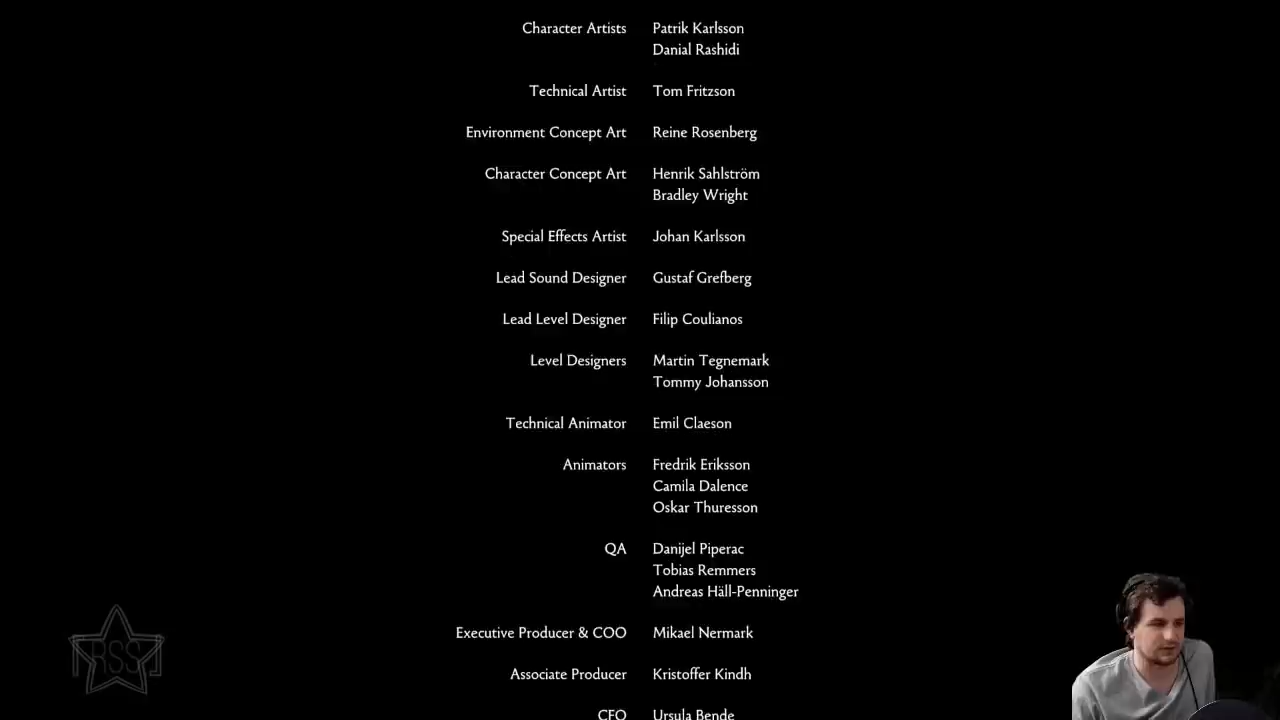 Character Artists Patrik Karlsson
Danial Rashidi
Technical Artist Tom Fritzson
Environment Concept Art Reine Rosenberg
Character Concept Art Henrik Sahlström
Bradley Wright
Special Effects Artist Johan Karlsson
Lead Sound Designer Gustaf Grefberg
Lead Level Designer Filip Coulianos
Level Designers Martin Tegnemark
Tommy Johansson
Technical Animator Emil Claeson
Animators Fredrik Eriksson
Camila Dalence
Oskar Thuresson
QA Danijel Piperac
Tobias Remmers
Andreas Häll-Penninger
Executive Producer & COO Mikael Nermark
RSS
Associate Producer Kristoffer Kindh
CFO Ursula Bende